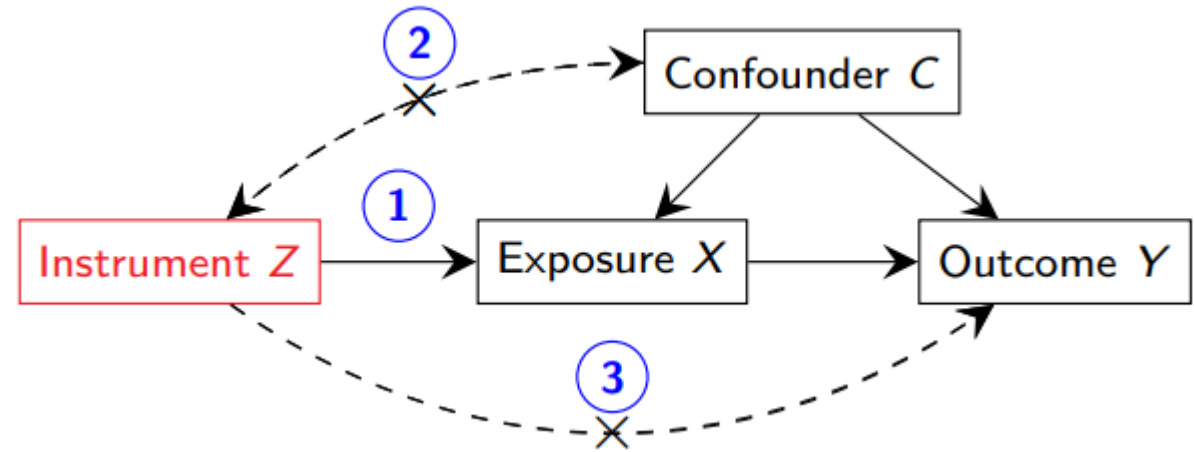 2
Confounder C
1
Instrument Z
Exposure X
Outcome Y
3